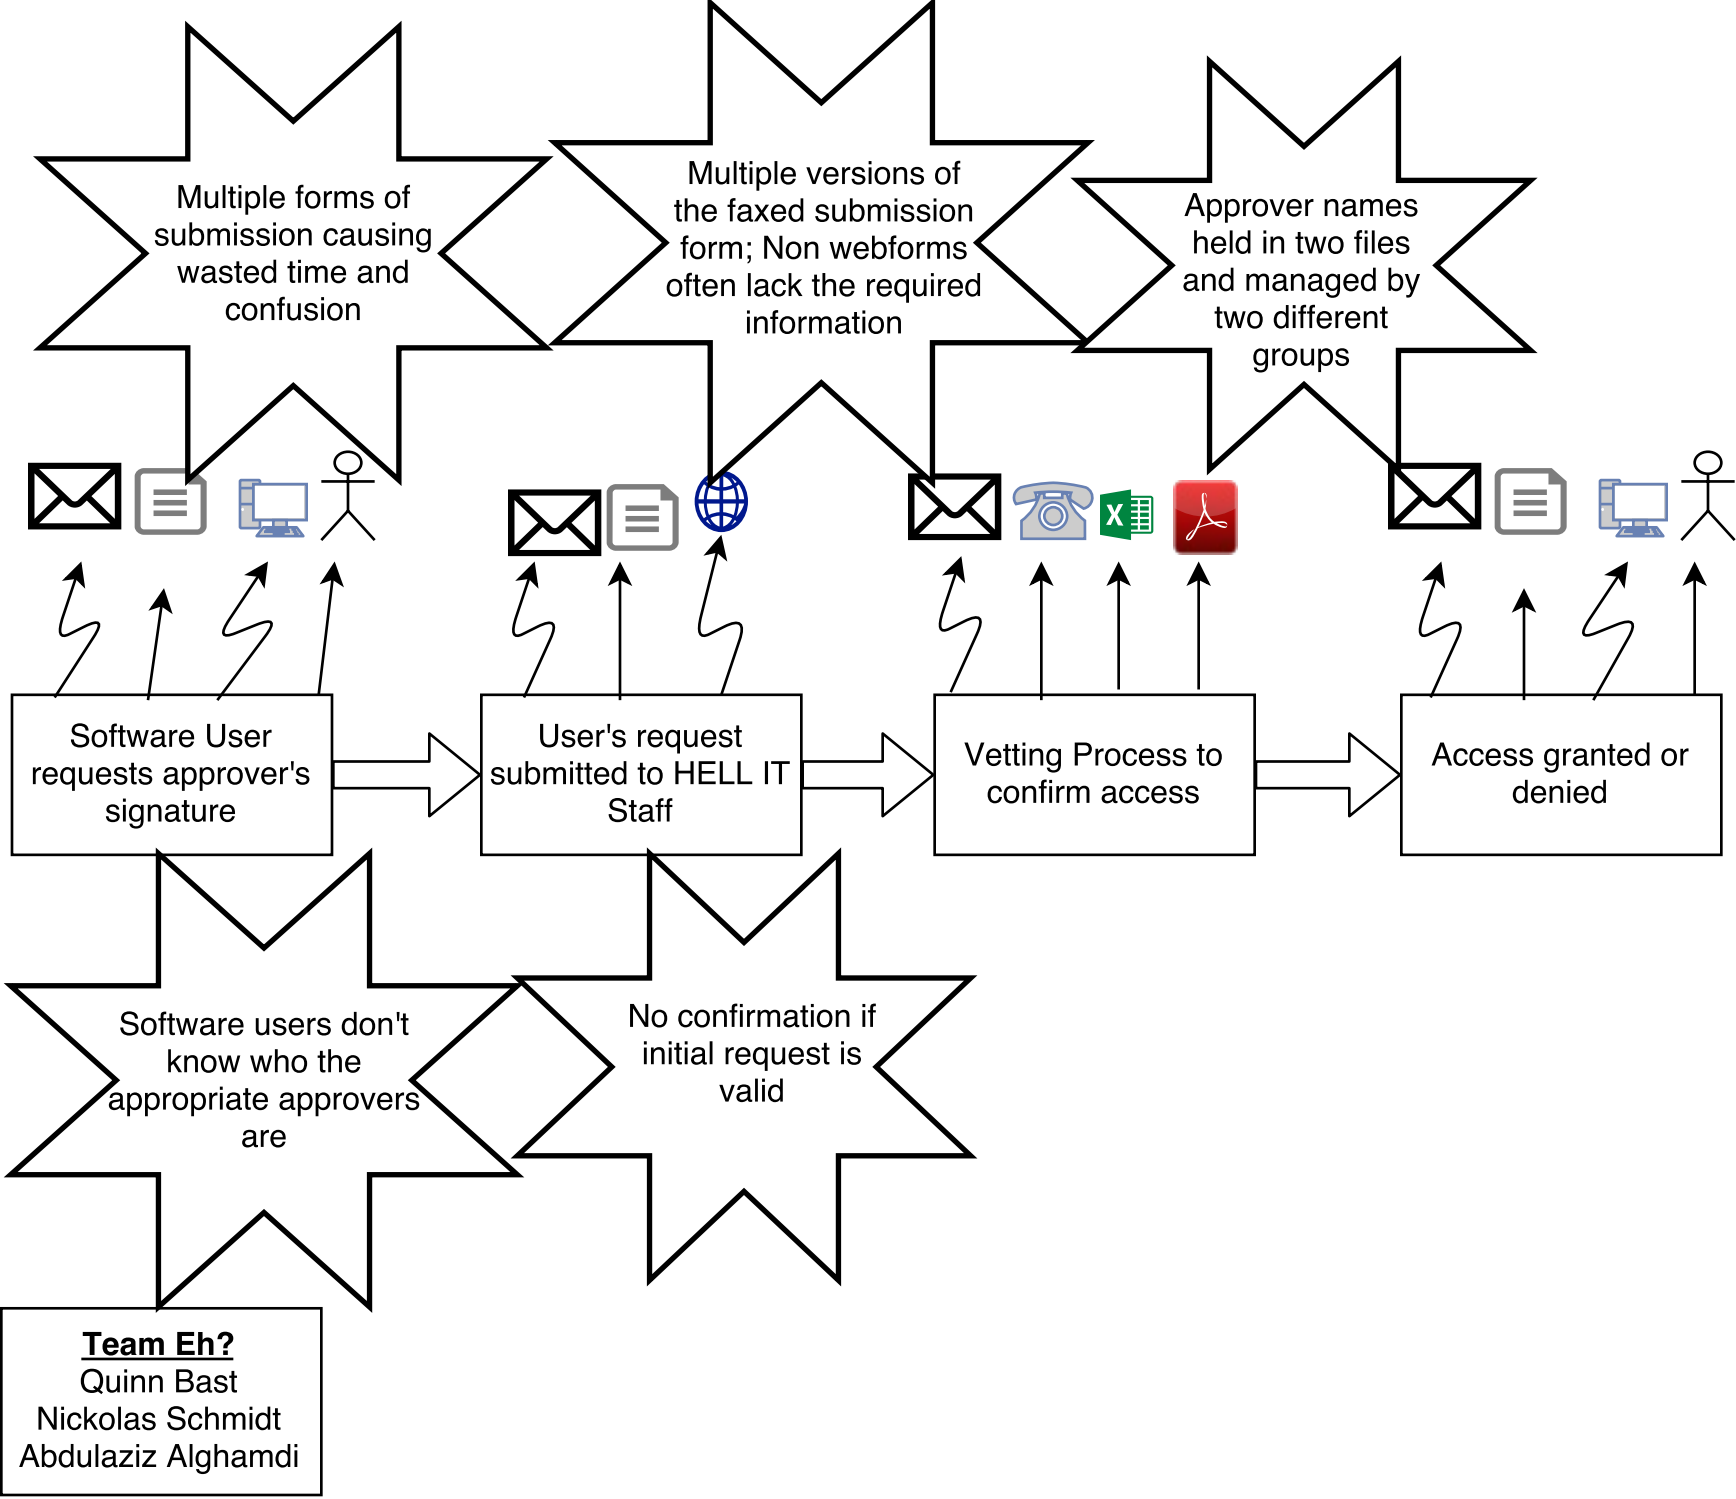 Multiple forms of
submission causing
wasted time and
confusion
Multiple versions of
the faxed submission
form; Non webforms
often lack the required
information
Approver names
held in two files
and managed by
two different
groups
X
Software User
requests approver's
signature
User's request
submitted to HELL IT
Staff
Vetting Process to
confirm access
Access granted or
denied
Software users don't
know who the
appropriate approvers
are
No confirmation if
initial request is
valid
Team Eh?
Quinn Bast
Nickolas Schmidt
Abdulaziz Alghamdi